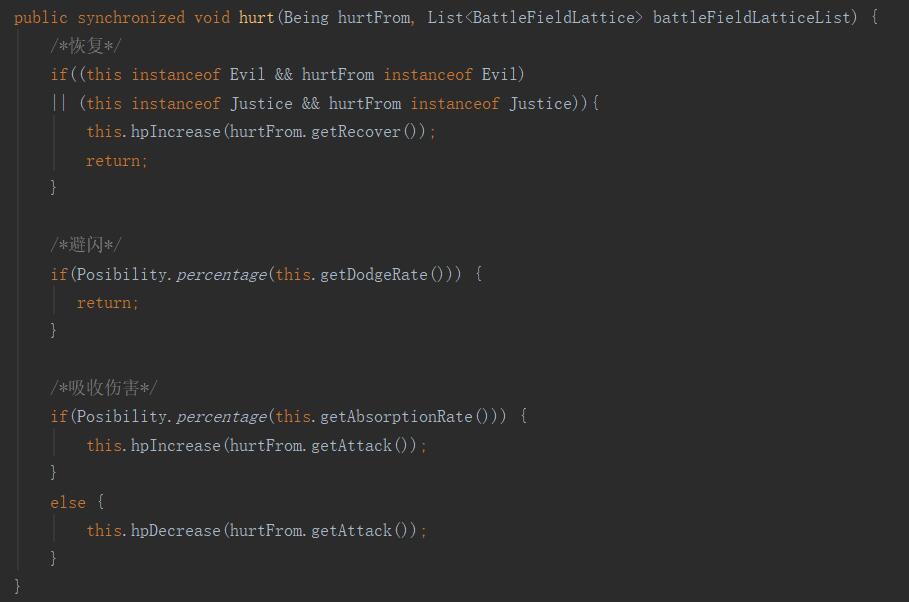 public synchronized void hurt(Being hurtFrom, List<BattleFieldLattice> battleFieldLatticeList) {
/*恢复*/
if((this instanceof Evil && hurtFrom instanceof Evil)
|| (this instanceof Justice && hurtFrom instanceof Justice)){
this.hpIncrease(hurtFrom.getRecover());
return;
}
/*避闪*/
if(Posibility.percentage(this.getDodgeRate())) {
return;
}
/*吸收伤害*/
if(Posibility.percentage(this.getAbsorptionRate())) {
this.hpIncrease(hurtFrom.getAttack());
}
else {
this.hpDecrease(hurtFrom.getAttack());
}
}